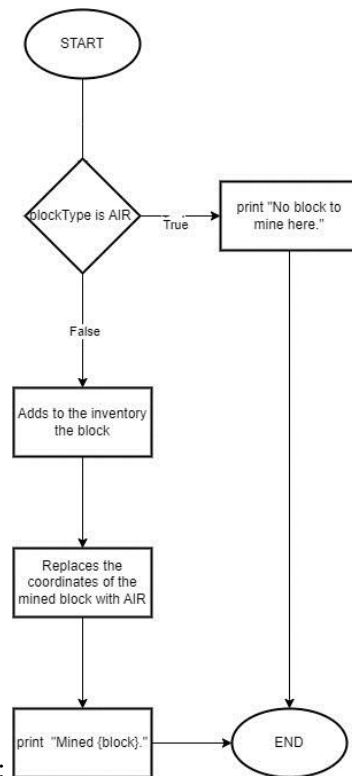 START
blockType is AIR
True
print "No block to
mine here."
False
Adds to the inventory
the block
Replaces the
coordinates of the
mined block with AIR
: print "Mined {block}."
END